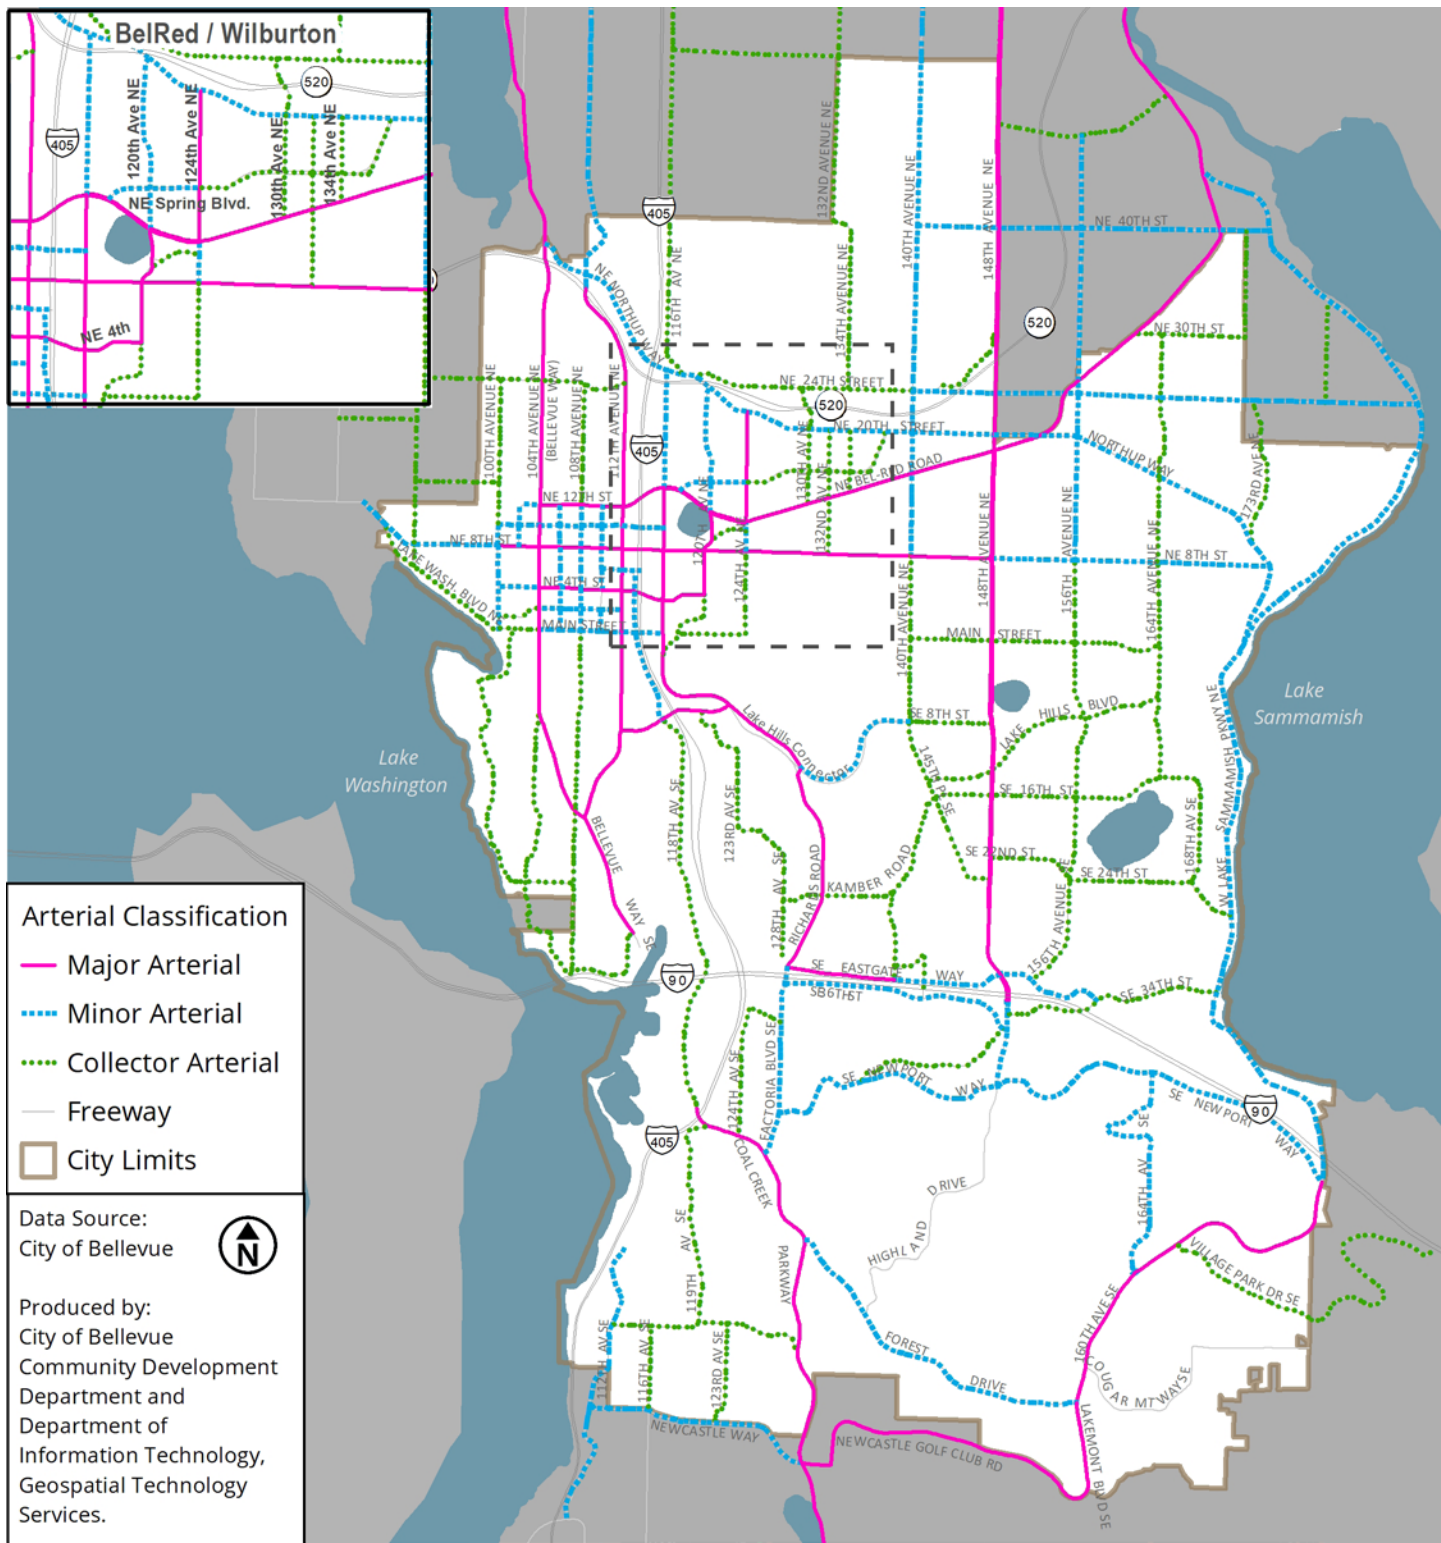 BelRed / Wilburton
520
405
120th Ave NE
124th Ave NE
130th Ave NE
134th Ave NE
NE Spring Blvd.
NE 4th
405
132ND AVENUE NE
140TH AVENUE NE
148TH AVENUE NE
NE 40TH ST
NE NORTHUP WAY
116TH AV NE
134TH AVENUE NE
520
NE 30TH ST
100TH AVENUE NE
104TH AVENUE NE
(BELLEVUE WAY)
108TH AVENUE NE
112TH AVENUE NE
NE 24TH STREET
520
405
130TH AV NE
NE 20TH STREET
NE BEL-RED ROAD
NORTHUP WAY
173RD AVE NE
NE 12TH ST
120TH AV NE
132ND AV NE
148TH AVENUE NE
156TH AVENUE NE
164TH AVENUE NE
NE 8TH ST
NE 8TH ST
LAKE WASH. BLVD N
NE 4TH ST
124TH AV NE
140TH AVENUE NE
MAIN STREET
MAIN STREET
Lake
Sammamish
Lake Hills Connector
SE 8TH ST
LAKE HILLS BLVD
W LAKE SAMMAMISH PKWY NE
Lake
Washington
145TH PL SE
SE 16TH ST
BELLEVUE WAY SE
118TH AV SE
123RD AV SE
128TH AV SE
RICHARDS ROAD
KAMBER ROAD
SE 22ND ST
SE 24TH ST
168TH AV SE
156TH AVENUE SE
90
SE EASTGATE WAY
SE 34TH ST
124TH AV SE
FACTORIA BLVD SE
SE NEWPORT WAY
SE NEWPORT WAY
90
405
COAL CREEK PARKWAY
119TH AV SE
HIGHLAND DRIVE
164TH AV SE
VILLAGE PARK DR SE
112TH AV SE
116TH AV SE
123RD AV SE
FOREST DRIVE
160TH AVE SE
COUGAR MT WAY SE
NEWCASTLE WAY
NEWCASTLE GOLF CLUB RD
LAKEMONT BLVD SE
Arterial Classification
Major Arterial
Minor Arterial
Collector Arterial
Freeway
City Limits
Data Source:
City of Bellevue
N
Produced by:
City of Bellevue
Community Development
Department and
Department of
Information Technology,
Geospatial Technology
Services.